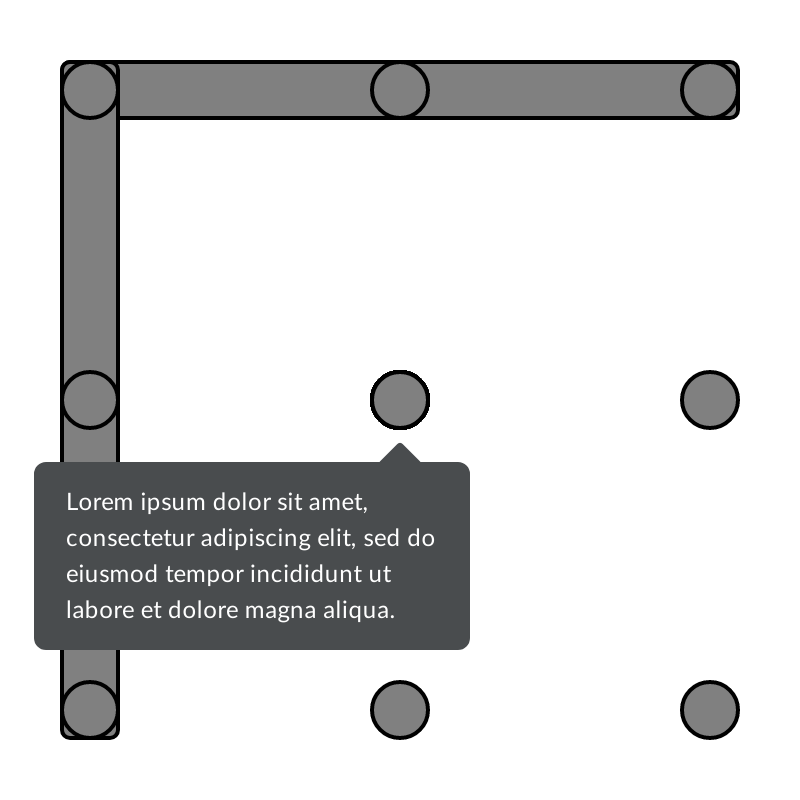 Lorem ipsum dolor sit amet,
consectetur adipiscing elit, sed do
eiusmod tempor incididunt ut
labore et dolore magna aliqua.